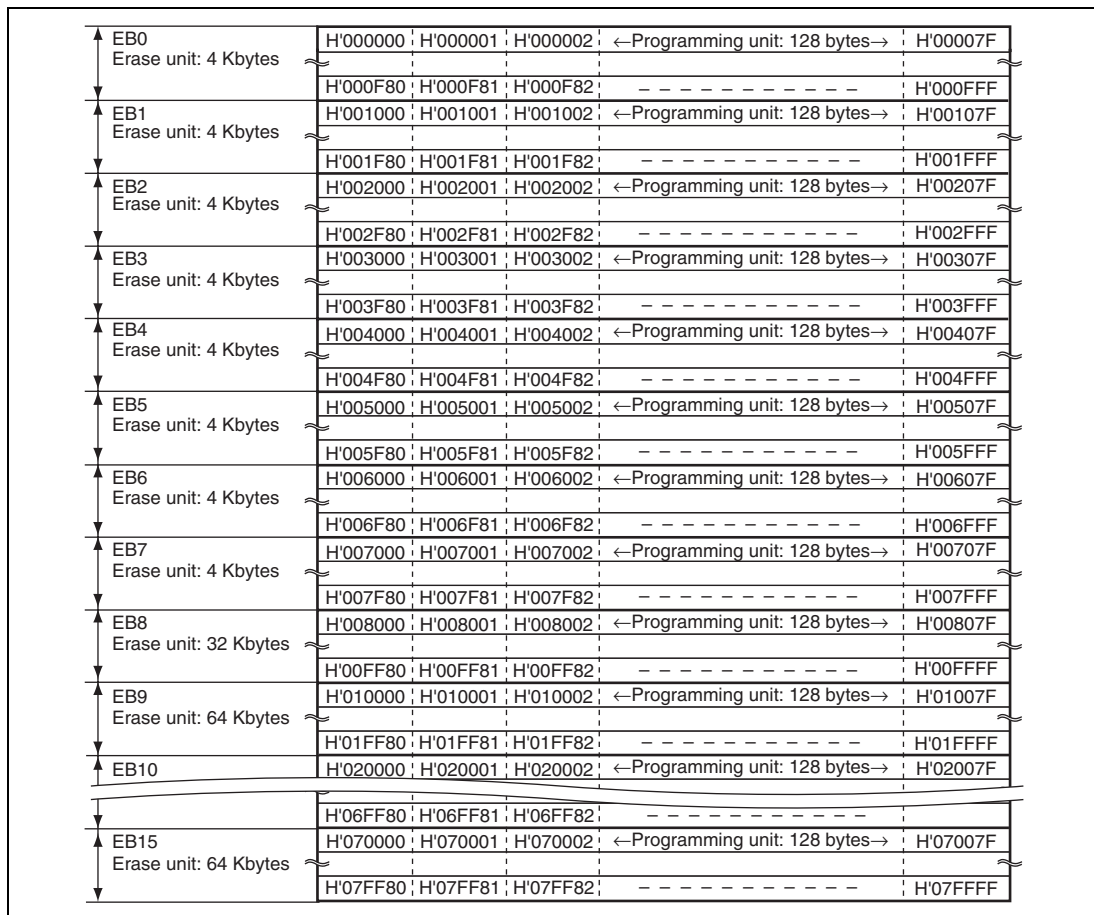 EB0 H'000000 H'000001 H'000002 ←Programming unit: 128 bytes→ H'00007F
Erase unit: 4 Kbytes
H'000F80 H'000F81 H'000F82 – – – – – – – – – – – H'000FFF
EB1 H'001000 H'001001 H'001002 ←Programming unit: 128 bytes→ H'00107F
Erase unit: 4 Kbytes
H'001F80 H'001F81 H'001F82 – – – – – – – – – – – H'001FFF
EB2 H'002000 H'002001 H'002002 ←Programming unit: 128 bytes→ H'00207F
Erase unit: 4 Kbytes
H'002F80 H'002F81 H'002F82 – – – – – – – – – – – H'002FFF
EB3 H'003000 H'003001 H'003002 ←Programming unit: 128 bytes→ H'00307F
Erase unit: 4 Kbytes
H'003F80 H'003F81 H'003F82 – – – – – – – – – – – H'003FFF
EB4 H'004000 H'004001 H'004002 ←Programming unit: 128 bytes→ H'00407F
Erase unit: 4 Kbytes
H'004F80 H'004F81 H'004F82 – – – – – – – – – – – H'004FFF
EB5 H'005000 H'005001 H'005002 ←Programming unit: 128 bytes→ H'00507F
Erase unit: 4 Kbytes
H'005F80 H'005F81 H'005F82 – – – – – – – – – – – H'005FFF
EB6 H'006000 H'006001 H'006002 ←Programming unit: 128 bytes→ H'00607F
Erase unit: 4 Kbytes
H'006F80 H'006F81 H'006F82 – – – – – – – – – – – H'006FFF
EB7 H'007000 H'007001 H'007002 ←Programming unit: 128 bytes→ H'00707F
Erase unit: 4 Kbytes
H'007F80 H'007F81 H'007F82 – – – – – – – – – – – H'007FFF
EB8 H'008000 H'008001 H'008002 ←Programming unit: 128 bytes→ H'00807F
Erase unit: 32 Kbytes
H'00FF80 H'00FF81 H'00FF82 – – – – – – – – – – – H'00FFFF
EB9 H'010000 H'010001 H'010002 ←Programming unit: 128 bytes→ H'01007F
Erase unit: 64 Kbytes
H'01FF80 H'01FF81 H'01FF82 – – – – – – – – – – – H'01FFFF
EB10 H'020000 H'020001 H'020002 ←Programming unit: 128 bytes→ H'02007F
H'06FF80 H'06FF81 H'06FF82 – – – – – – – – – – –
EB15 H'070000 H'070001 H'070002 ←Programming unit: 128 bytes→ H'07007F
Erase unit: 64 Kbytes
H'07FF80 H'07FF81 H'07FF82 – – – – – – – – – – – H'07FFFF